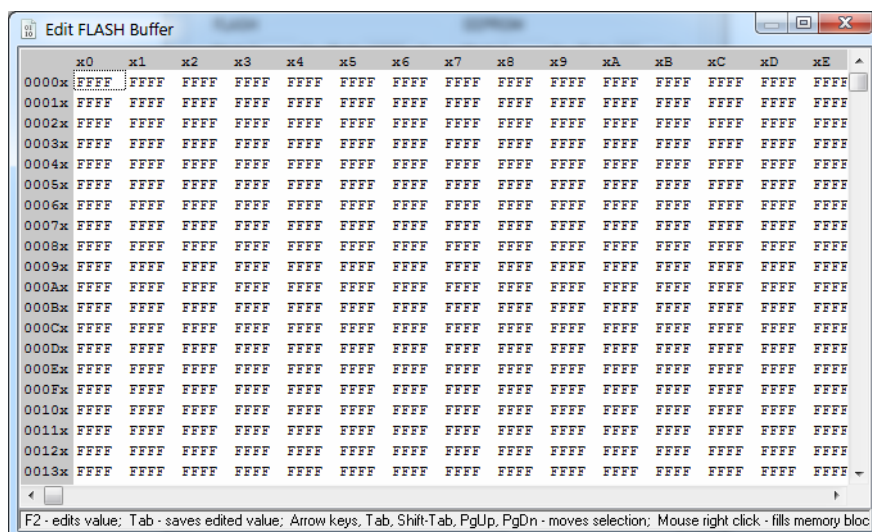 Edit FLASH Buffer
x0 x1 x2 x3 x4 x5 x6 x7 x8 x9 xA xB xC xD xE
0000x FFFF FFFF FFFF FFFF FFFF FFFF FFFF FFFF FFFF FFFF FFFF FFFF FFFF FFFF FFFF
0001x FFFF FFFF FFFF FFFF FFFF FFFF FFFF FFFF FFFF FFFF FFFF FFFF FFFF FFFF FFFF
0002x FFFF FFFF FFFF FFFF FFFF FFFF FFFF FFFF FFFF FFFF FFFF FFFF FFFF FFFF FFFF
0003x FFFF FFFF FFFF FFFF FFFF FFFF FFFF FFFF FFFF FFFF FFFF FFFF FFFF FFFF FFFF
0004x FFFF FFFF FFFF FFFF FFFF FFFF FFFF FFFF FFFF FFFF FFFF FFFF FFFF FFFF FFFF
0005x FFFF FFFF FFFF FFFF FFFF FFFF FFFF FFFF FFFF FFFF FFFF FFFF FFFF FFFF FFFF
0006x FFFF FFFF FFFF FFFF FFFF FFFF FFFF FFFF FFFF FFFF FFFF FFFF FFFF FFFF FFFF
0007x FFFF FFFF FFFF FFFF FFFF FFFF FFFF FFFF FFFF FFFF FFFF FFFF FFFF FFFF FFFF
0008x FFFF FFFF FFFF FFFF FFFF FFFF FFFF FFFF FFFF FFFF FFFF FFFF FFFF FFFF FFFF
0009x FFFF FFFF FFFF FFFF FFFF FFFF FFFF FFFF FFFF FFFF FFFF FFFF FFFF FFFF FFFF
000Ax FFFF FFFF FFFF FFFF FFFF FFFF FFFF FFFF FFFF FFFF FFFF FFFF FFFF FFFF FFFF
000Bx FFFF FFFF FFFF FFFF FFFF FFFF FFFF FFFF FFFF FFFF FFFF FFFF FFFF FFFF FFFF
000Cx FFFF FFFF FFFF FFFF FFFF FFFF FFFF FFFF FFFF FFFF FFFF FFFF FFFF FFFF FFFF
000Dx FFFF FFFF FFFF FFFF FFFF FFFF FFFF FFFF FFFF FFFF FFFF FFFF FFFF FFFF FFFF
000Ex FFFF FFFF FFFF FFFF FFFF FFFF FFFF FFFF FFFF FFFF FFFF FFFF FFFF FFFF FFFF
000Fx FFFF FFFF FFFF FFFF FFFF FFFF FFFF FFFF FFFF FFFF FFFF FFFF FFFF FFFF FFFF
0010x FFFF FFFF FFFF FFFF FFFF FFFF FFFF FFFF FFFF FFFF FFFF FFFF FFFF FFFF FFFF
0011x FFFF FFFF FFFF FFFF FFFF FFFF FFFF FFFF FFFF FFFF FFFF FFFF FFFF FFFF FFFF
0012x FFFF FFFF FFFF FFFF FFFF FFFF FFFF FFFF FFFF FFFF FFFF FFFF FFFF FFFF FFFF
0013x FFFF FFFF FFFF FFFF FFFF FFFF FFFF FFFF FFFF FFFF FFFF FFFF FFFF FFFF FFFF
F2 - edits value; Tab - saves edited value; Arrow keys, Tab, Shift-Tab, PgUp, PgDn - moves selection; Mouse right click - fills memory bloc